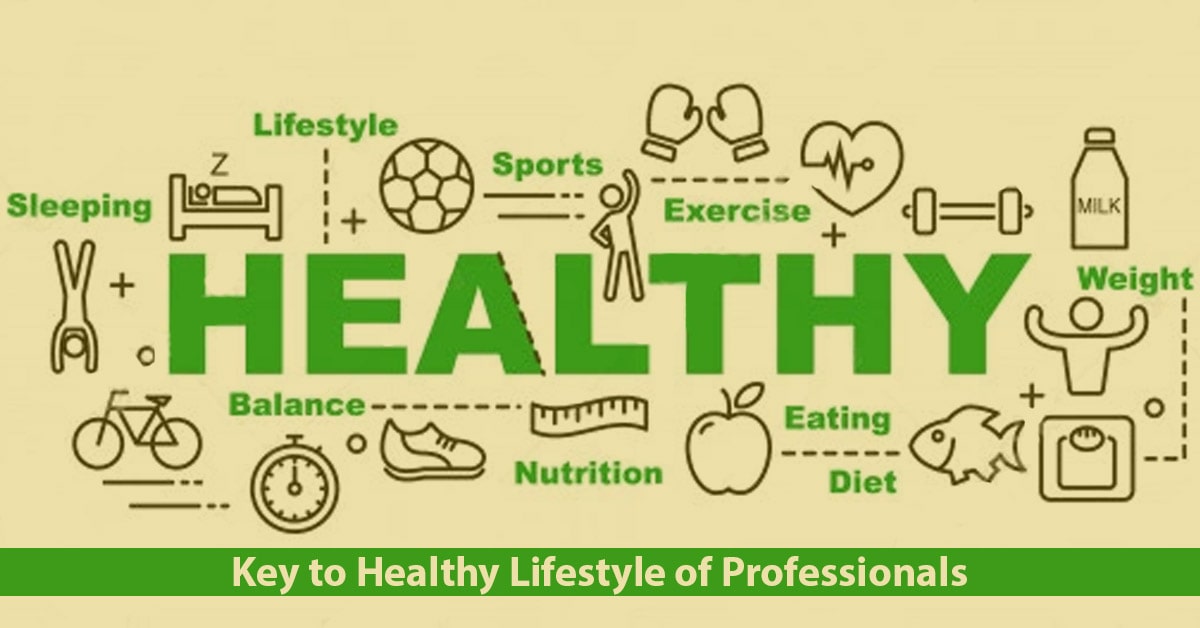 Lifestyle
Z
Sports
Sleeping
Exercise
MILK
HEALTHY
Weight
Balance
Eating
Nutrition
Diet
Key to Healthy Lifestyle of Professionals